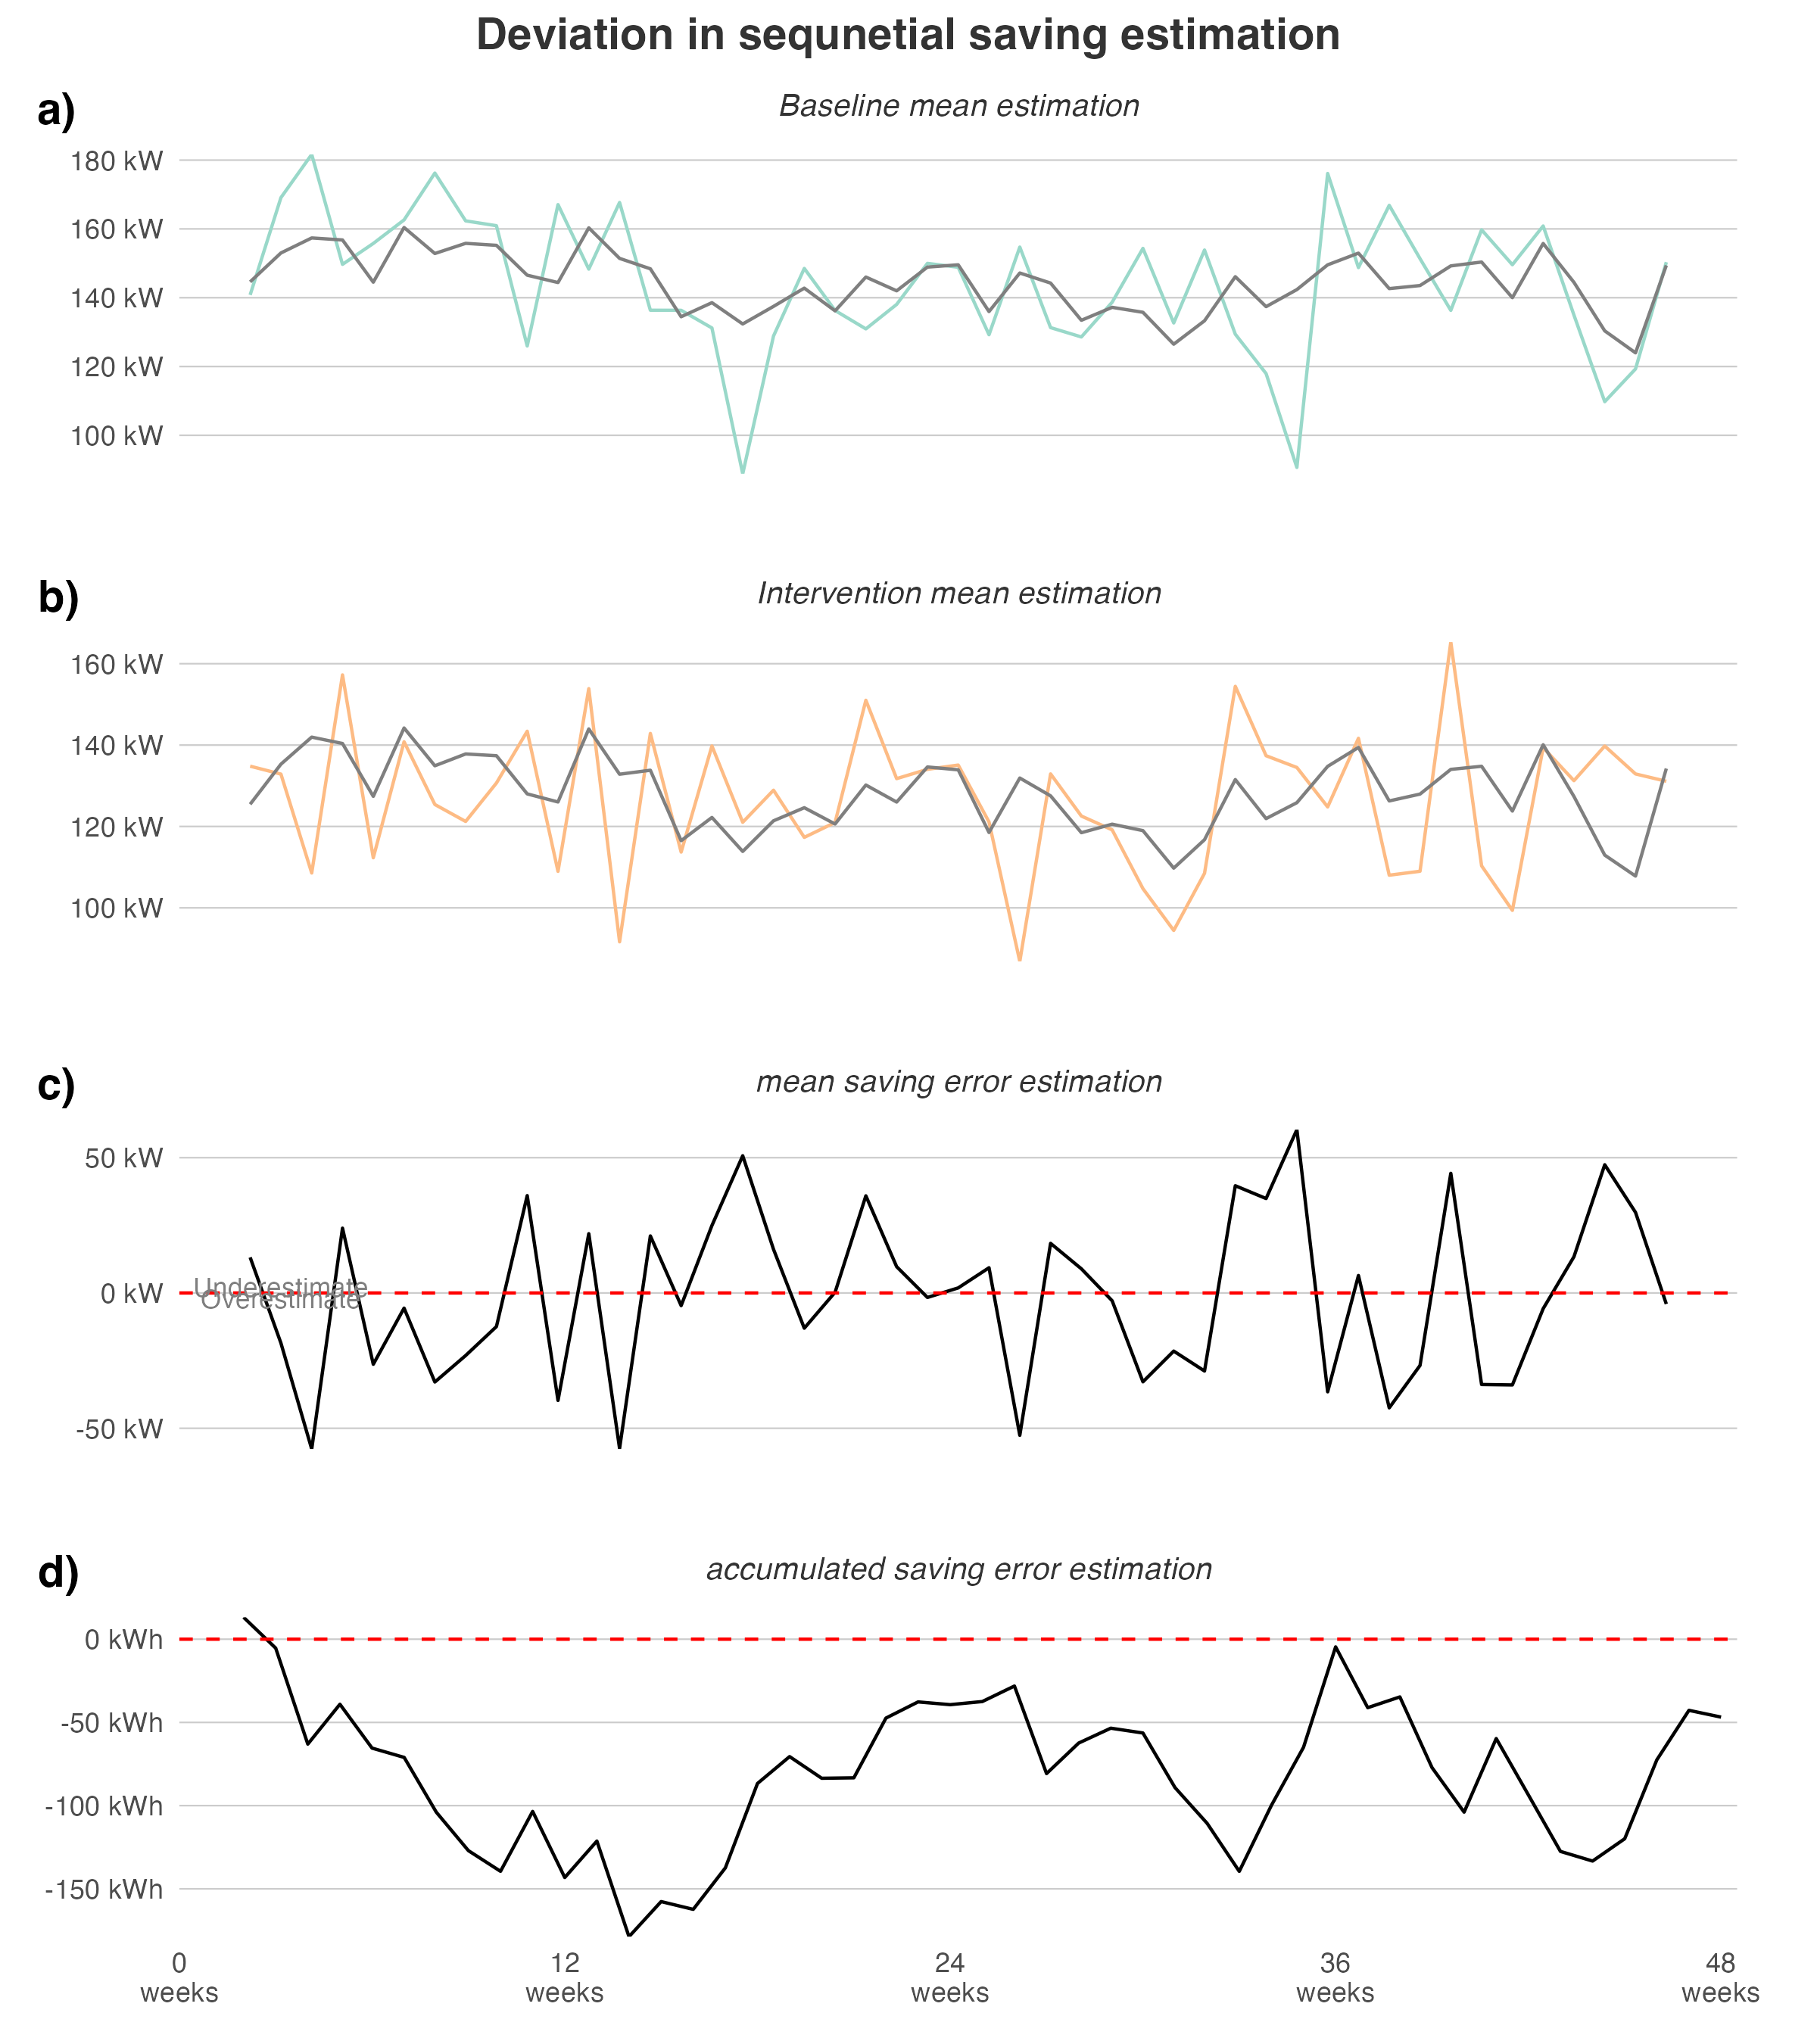 Deviation in sequnetial saving estimation
a)
Baseline mean estimation
180 kW
160 kW
140 kW
120 kW
100 kW
b)
Intervention mean estimation
160 kW
140 kW
120 kW
100 kW
c)
mean saving error estimation
50 kW
Underestimate
0 kW
Overestimate
-50 kW
d)
accumulated saving error estimation
0 kWh
-50 kWh
-100 kWh
-150 kWh
0 12 24 36 48
weeks weeks weeks weeks weeks